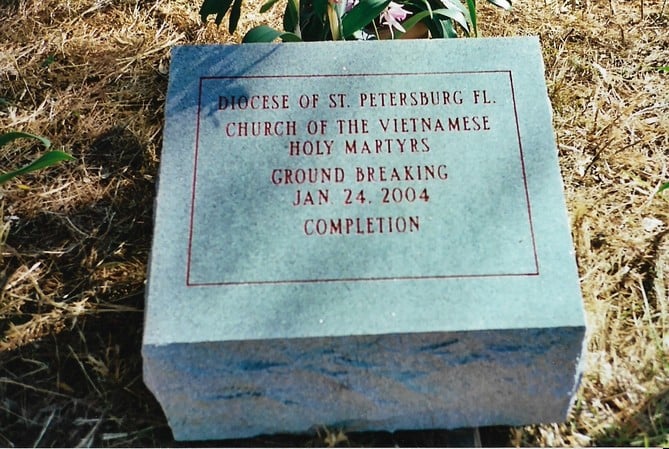 DIOCESE OF ST. PETERSBURG FL.
CHURCH OF THE VIETNAMESE
HOLY MARTYRS
GROUND BREAKING
JAN. 24, 2004
COMPLETION